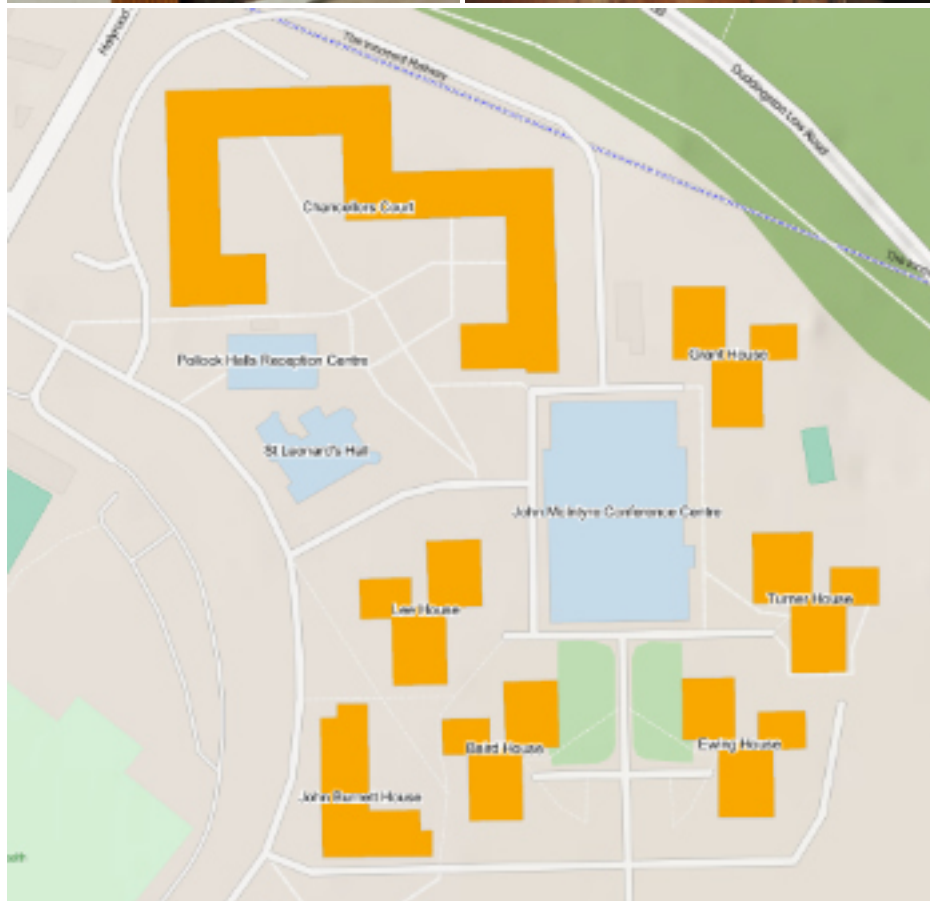 Holyrood
The Innocent Railway
Duddingston Low Road
Chancellors Court
Grant House
Pollock Halls Reception Centre
St Leonard's Hall
John McIntyre Conference Centre
Turner House
Lee House
Baird House
Ewing House
John Burnett House